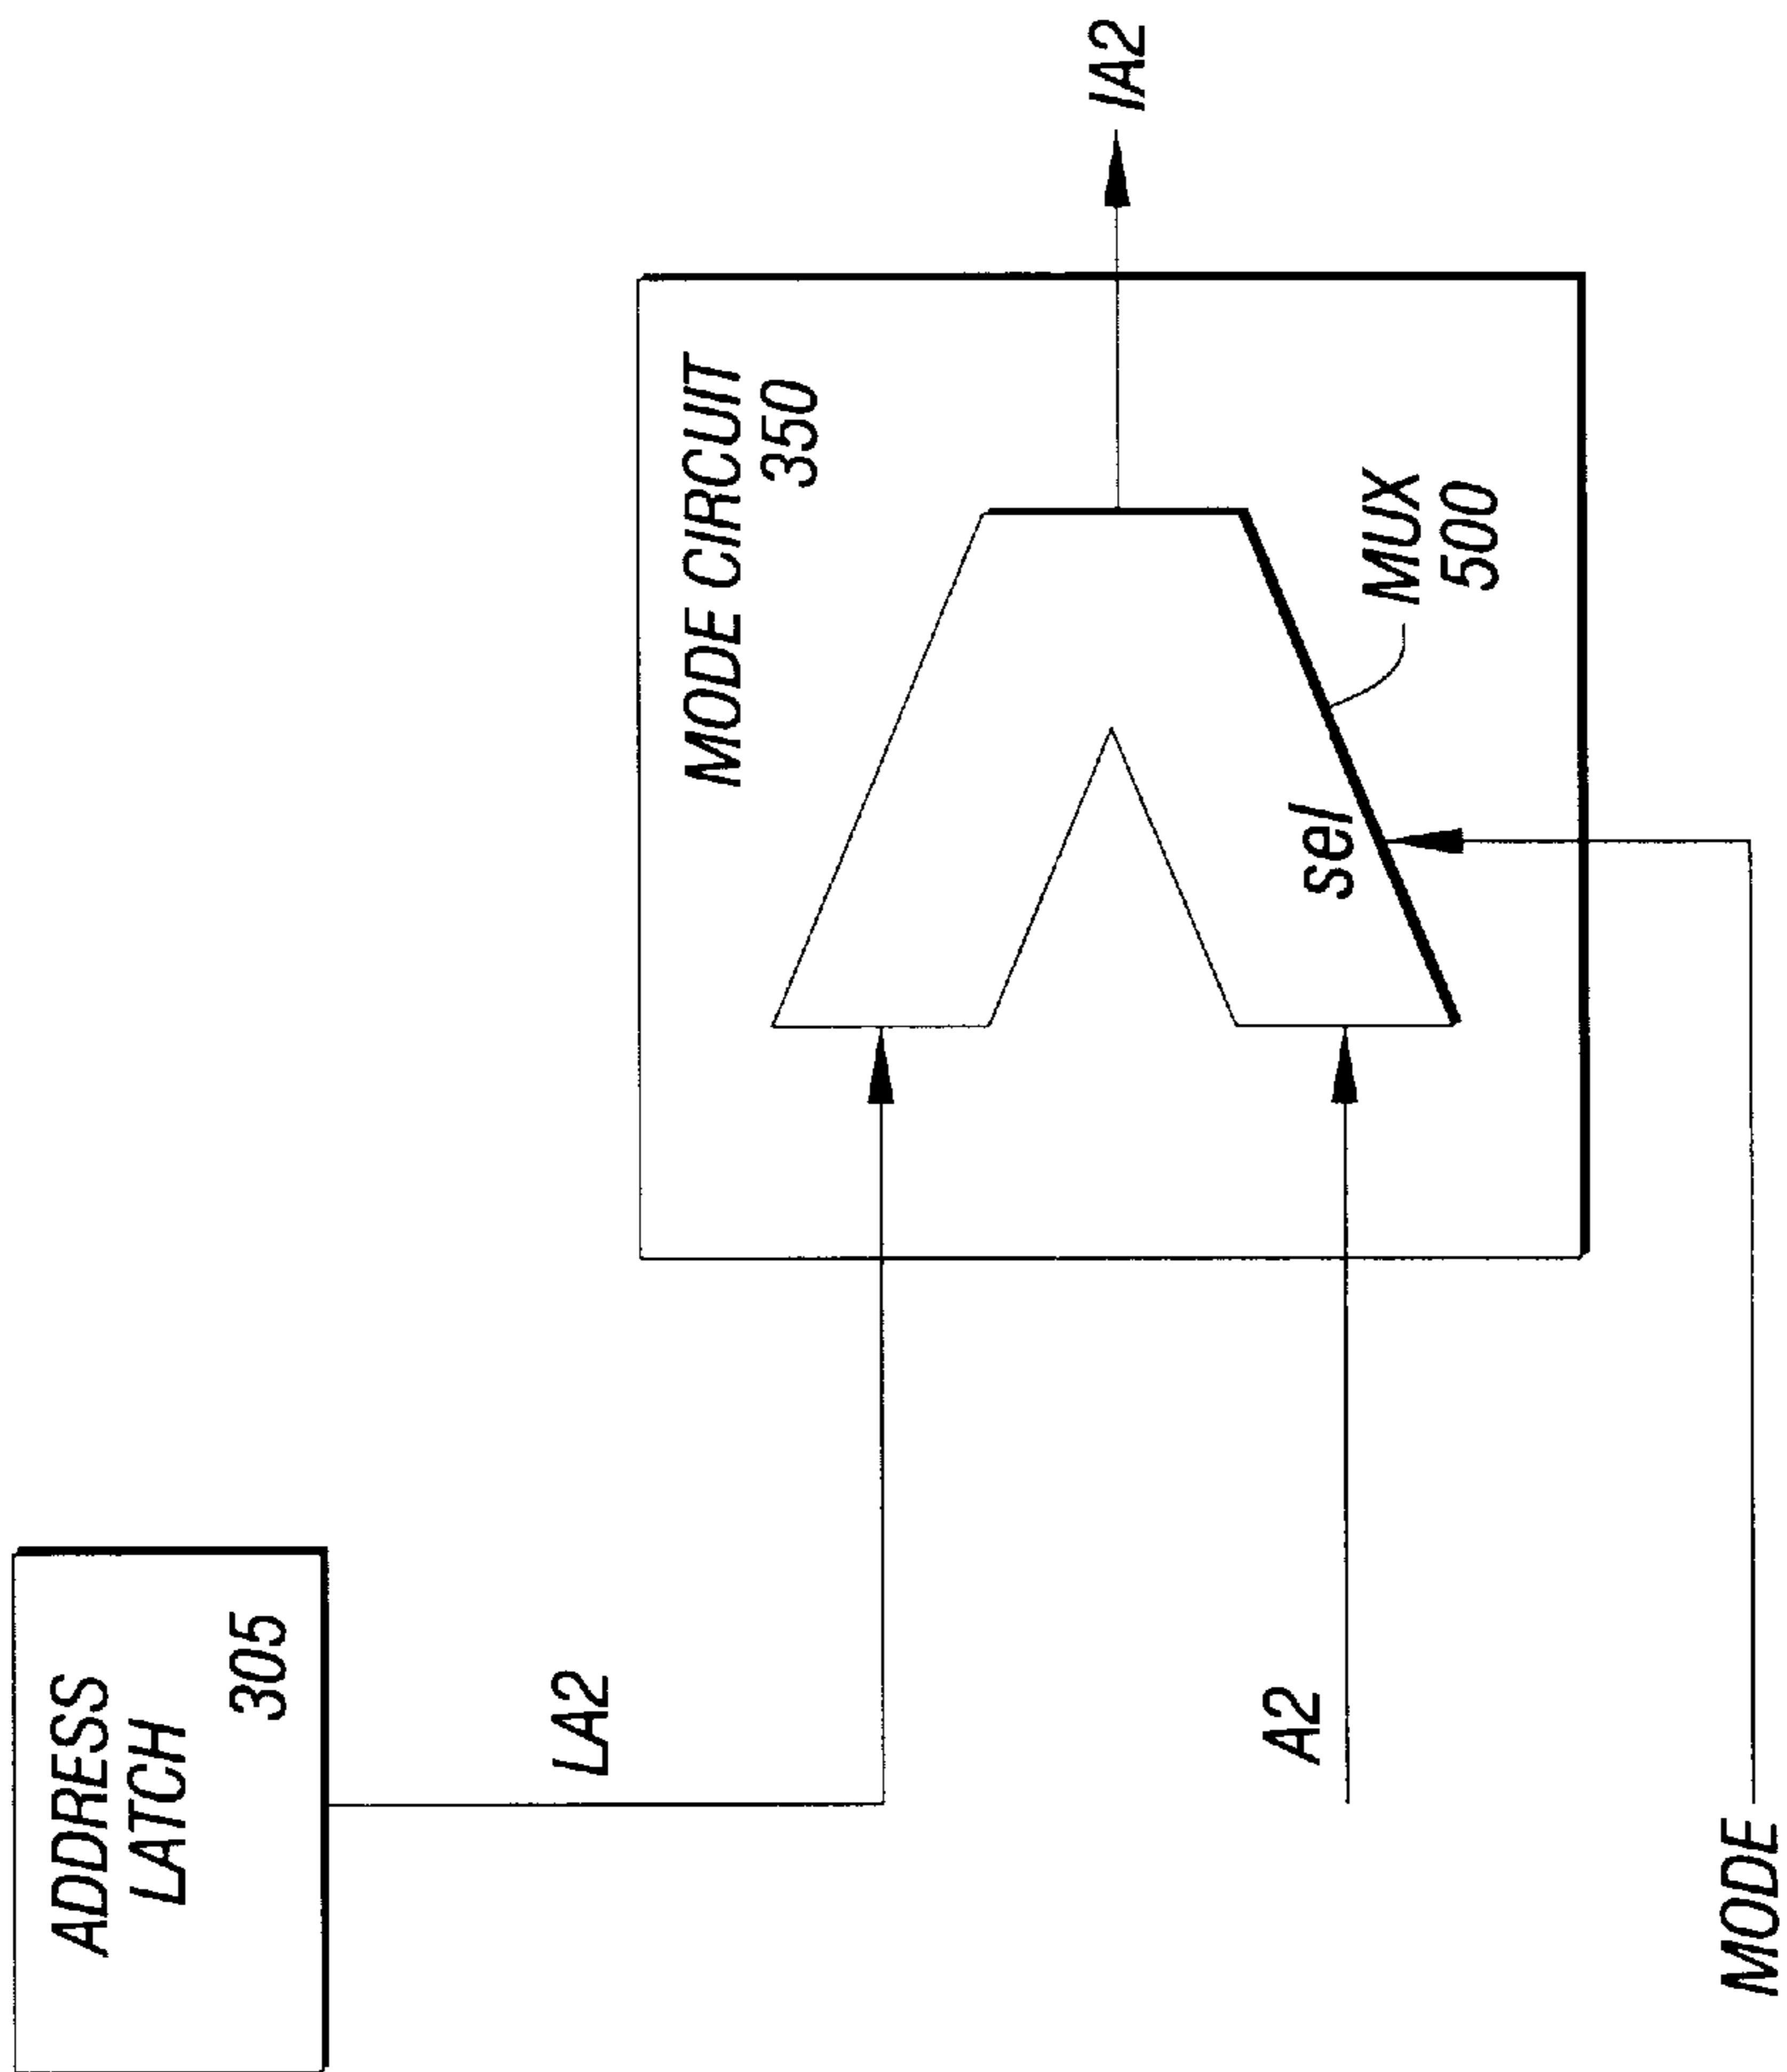 ADDRESS
LATCH
305
LA2
A2
MODE
MODE CIRCUIT
350
sel
MUX
500
IA2